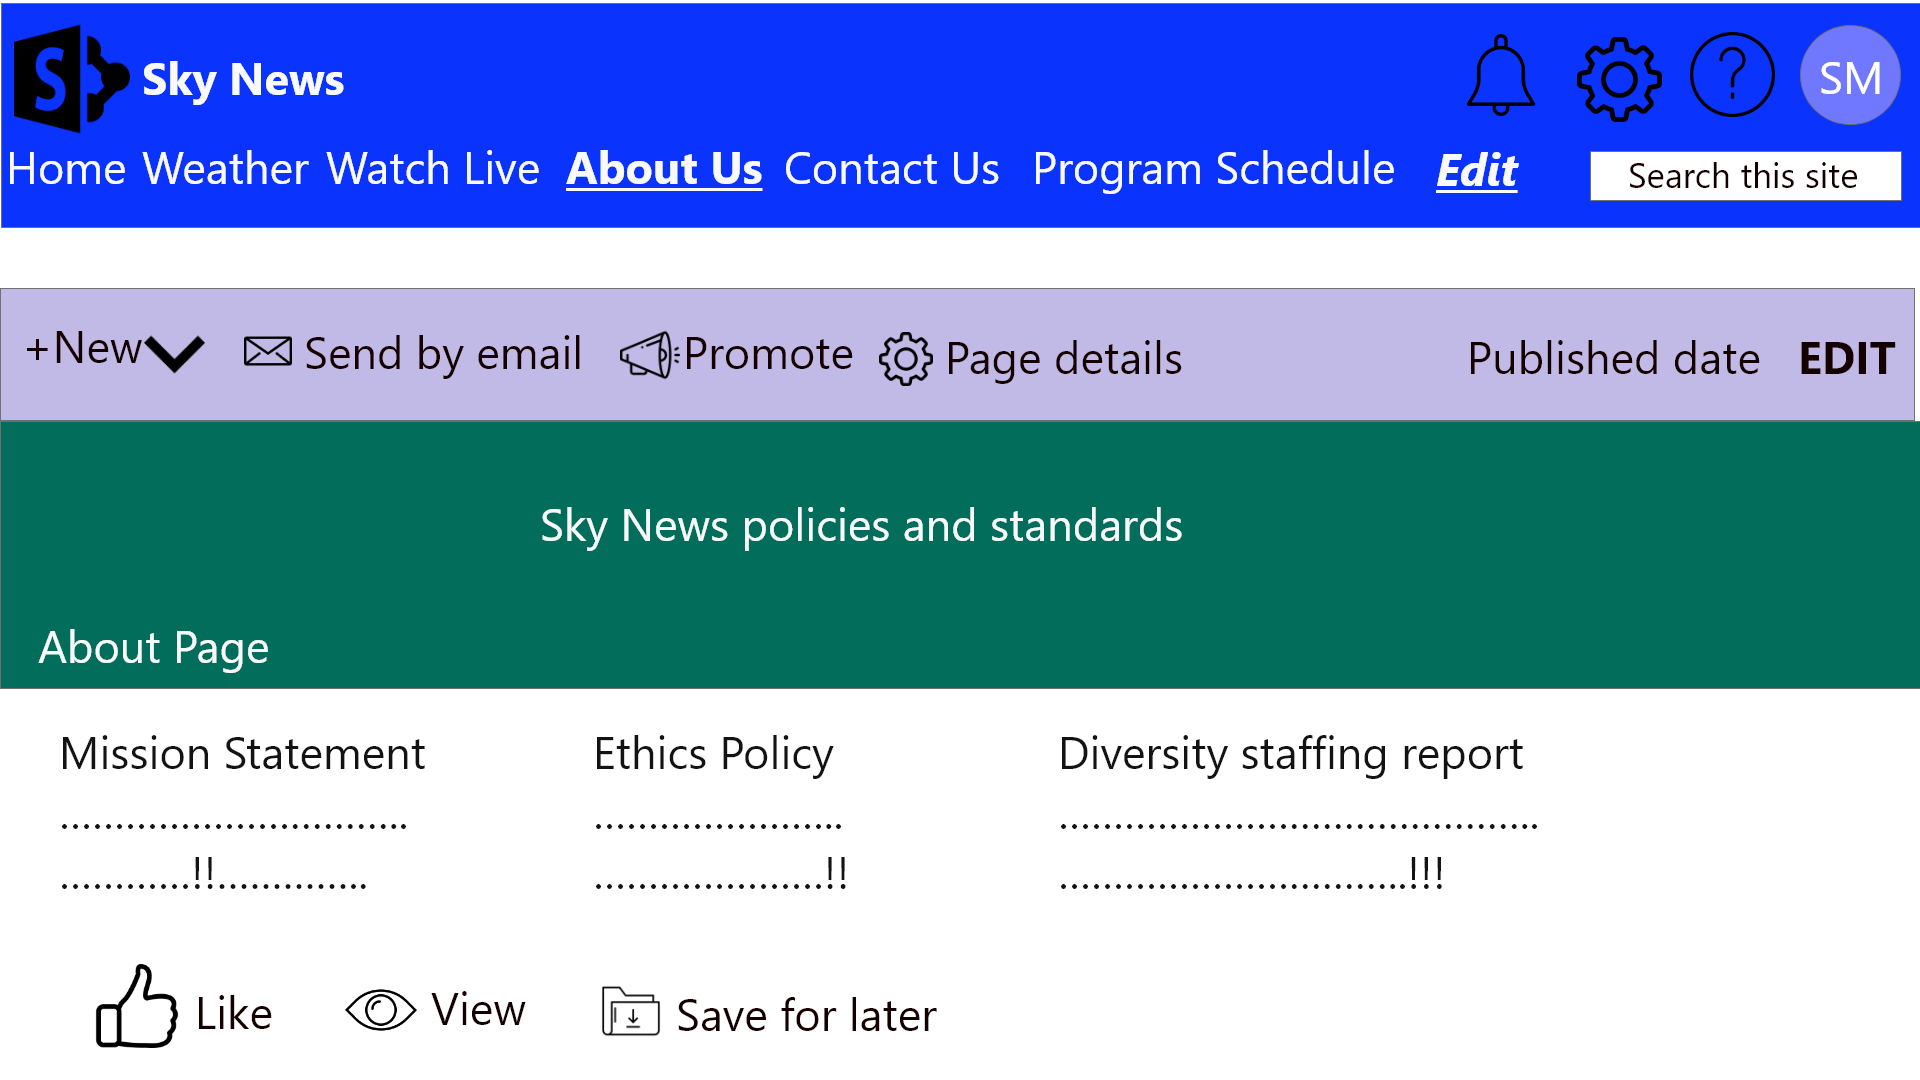 S
Sky News
SM
Home Weather Watch Live About Us Contact Us Program Schedule Edit
Search this site
+New Send by email Promote Page details Published date EDIT
Sky News policies and standards
About Page
Mission Statement Ethics Policy Diversity staffing report
................................ ....................... ............................................
............!!.............. .....................!! ................................!!!
Like View Save for later